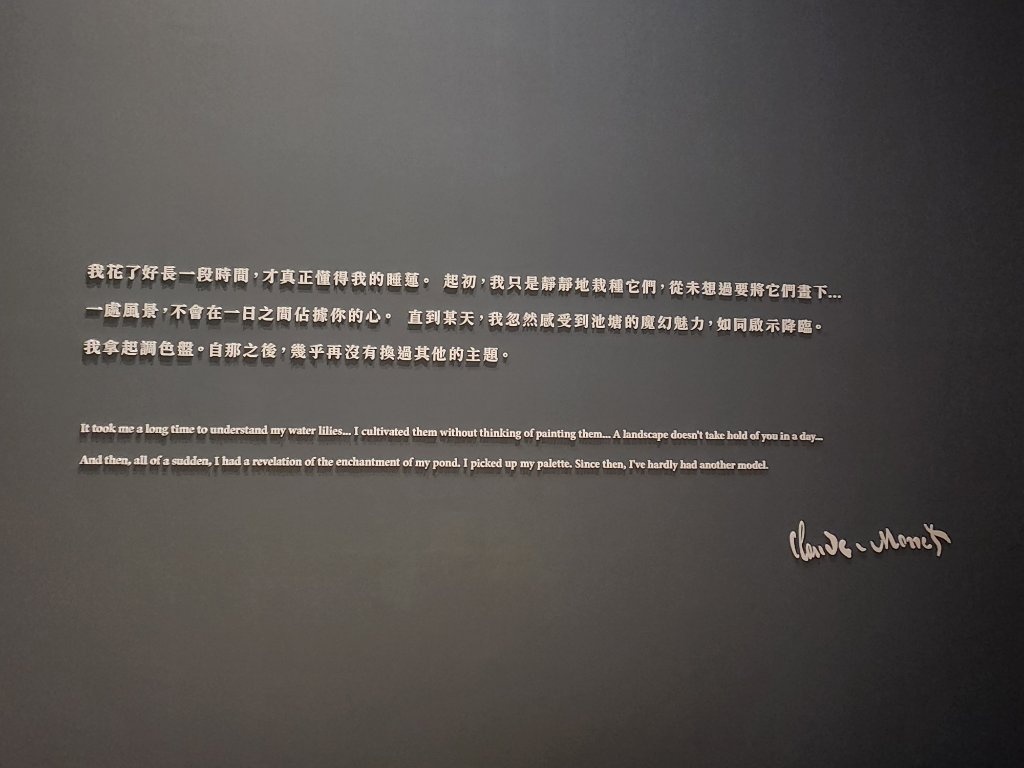 我花了好長一段時間，才真正懂得我的睡蓮。 起初，我只是靜靜地栽種它們，從未想過要將它們畫下...
一處風景，不會在一日之間佔據你的心。 直到某天，我忽然感受到池塘的魔幻魅力，如同啟示降臨。
我拿起調色盤。自那之後，幾乎再沒有換過其他的主題。
It took me a long time to understand my water lilies... I cultivated them without thinking of painting them... A landscape doesn't take hold of you in a day...
And then, all of a sudden, I had a revelation of the enchantment of my pond. I picked up my palette. Since then, I've hardly had another model.
Claude Monet